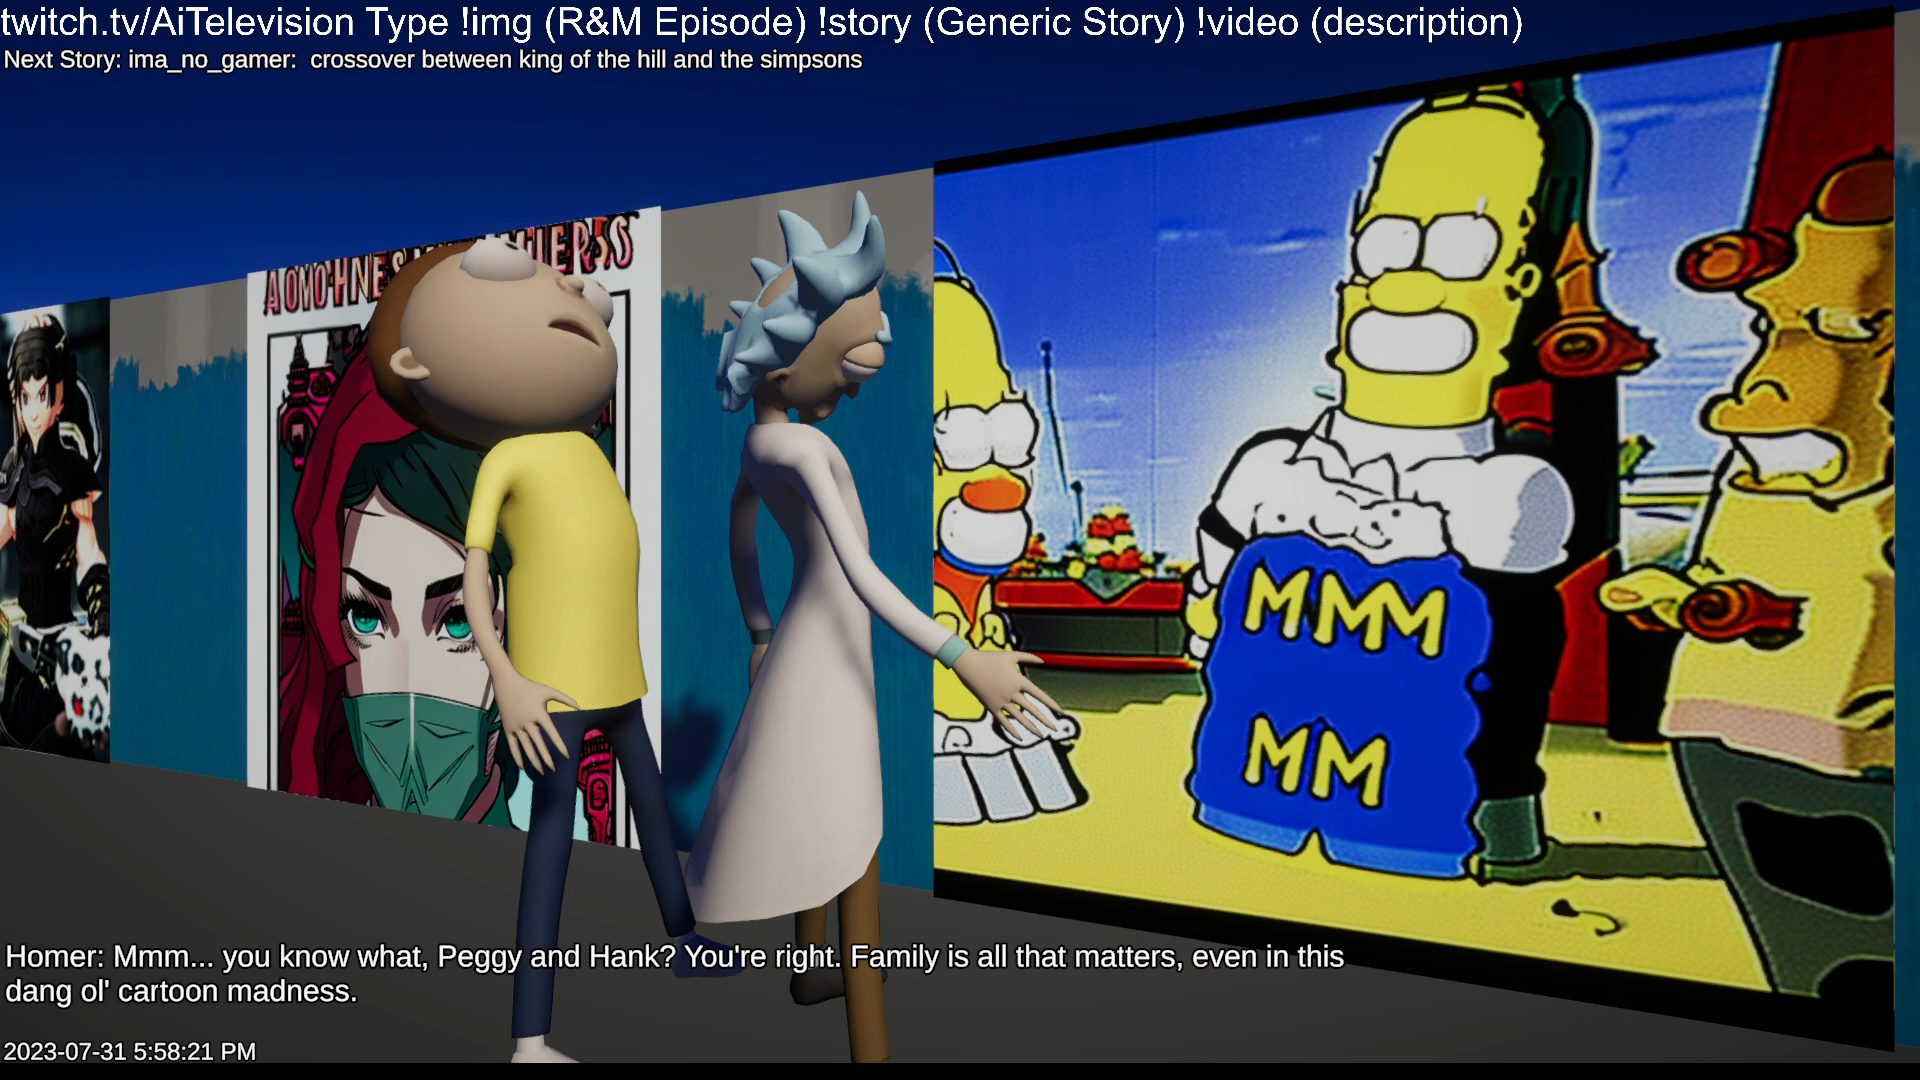 twitch.tv/AiTelevision Type !img (R&M Episode) !story (Generic Story) !video (description)
Next Story: ima_no_gamer:  crossover between king of the hill and the simpsons
MMM
MM
Homer: Mmm... you know what, Peggy and Hank? You're right. Family is all that matters, even in this
dang ol' cartoon madness.
2023-07-31 5:58:21 PM